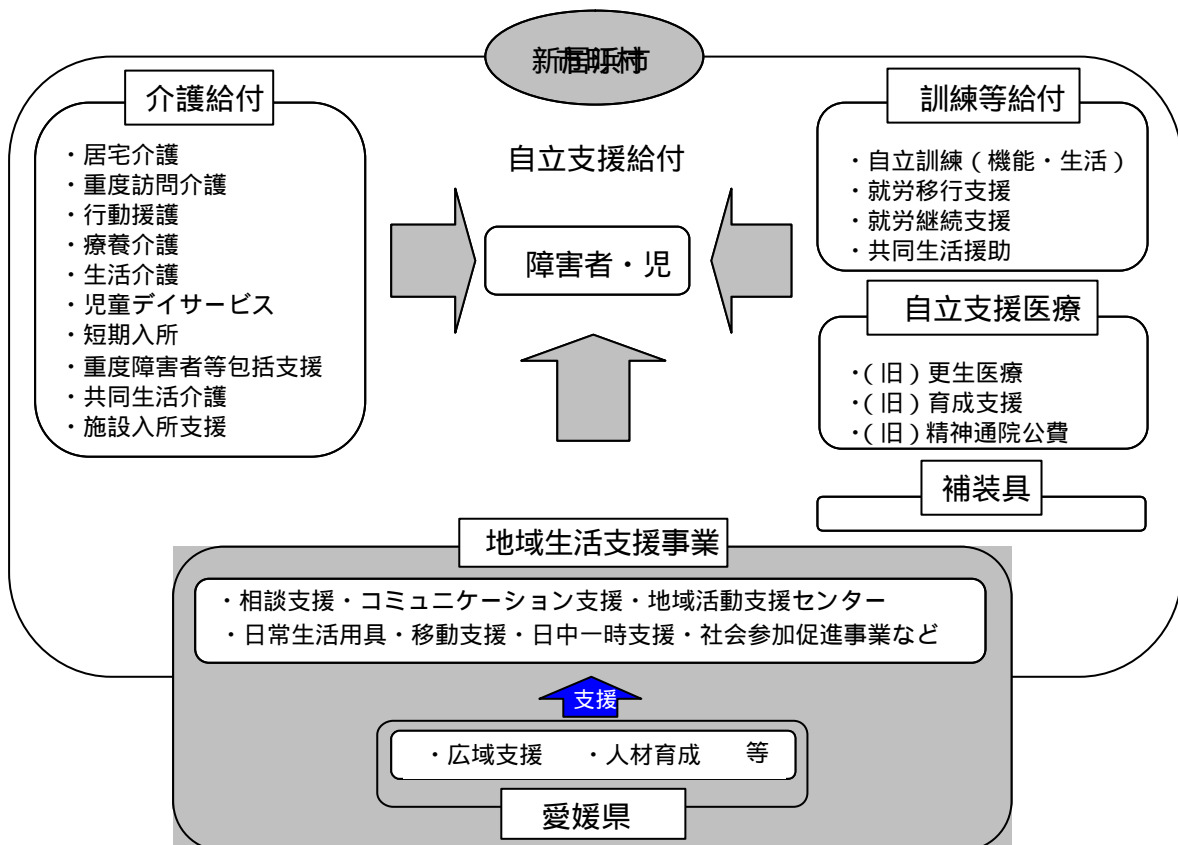 新居浜市
介護給付
・居宅介護
・重度訪問介護
・行動援護
・療養介護
・生活介護
・児童デイサービス
・短期入所
・重度障害者等包括支援
・共同生活介護
・施設入所支援
自立支援給付
障害者・児
訓練等給付
・自立訓練（機能・生活）
・就労移行支援
・就労継続支援
・共同生活援助
自立支援医療
・（旧）更生医療
・（旧）育成支援
・（旧）精神通院公費
補装具
地域生活支援事業
・相談支援・コミュニケーション支援・地域活動支援センター
・日常生活用具・移動支援・日中一時支援・社会参加促進事業など
支援
・広域支援　・人材育成　等
愛媛県